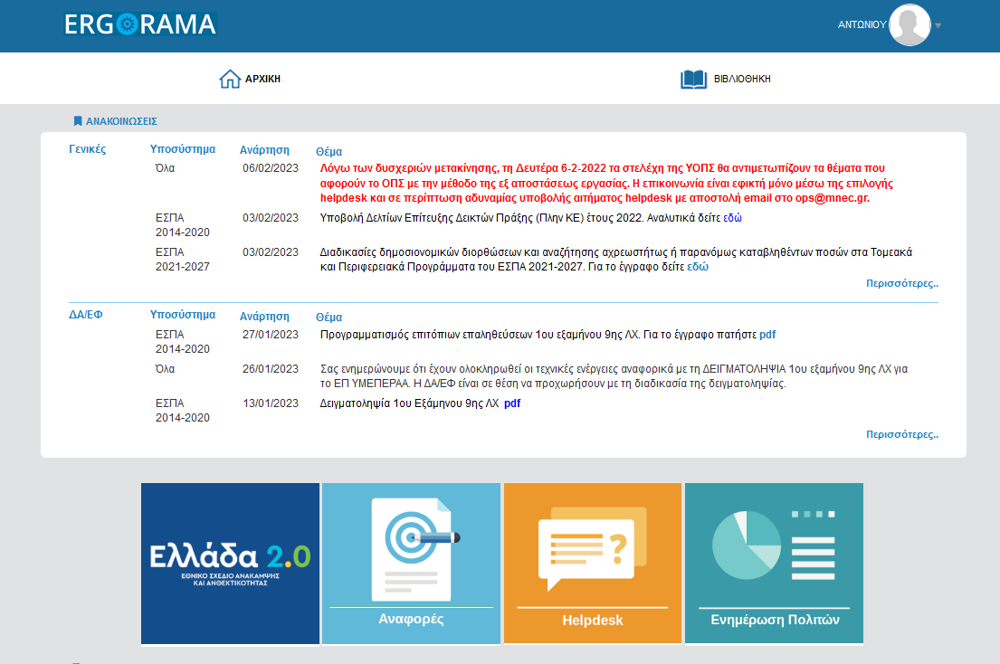 ERGORAMA
ΑΝΤΩΝΙΟΥ
ΑΡΧΙΚΗ
ΒΙΒΛΙΟΘΗΚΗ
ΑΝΑΚΟΙΝΩΣΕΙΣ
Γενικές Υποσύστημα Ανάρτηση Θέμα
Όλα 06/02/2023 Λόγω των δυσχεριών μετακίνησης, τη Δευτέρα 6-2-2022 τα στελέχη της ΥΟΠΣ θα αντιμετωπίζουν τα θέματα που
αφορούν το ΟΠΣ με την μέθοδο της εξ αποστάσεως εργασίας. Η επικοινωνία είναι εφικτή μόνο μέσω της επιλογής
helpdesk και σε περίπτωση αδυναμίας υποβολής αιτήματος helpdesk με αποστολή email στο ops@mnec.gr.
ΕΣΠΑ 03/02/2023 Υποβολή Δελτίων Επίτευξης Δεικτών Πράξης (Πλην ΚΕ) έτους 2022. Αναλυτικά δείτε εδώ
2014-2020
ΕΣΠΑ 03/02/2023 Διαδικασίες δημοσιονομικών διορθώσεων και αναζήτησης αχρεωστήτως ή παρανόμως καταβληθέντων ποσών στα Τομεακά
2021-2027 και Περιφερειακά Προγράμματα του ΕΣΠΑ 2021-2027. Για το έγγραφο δείτε εδώ
Περισσότερες..
ΔΑ/ΕΦ Υποσύστημα Ανάρτηση Θέμα
ΕΣΠΑ 27/01/2023 Προγραμματισμός επιτόπιων επαληθεύσεων 1ου εξαμήνου 9ης ΛΧ. Για το έγγραφο πατήστε pdf
2014-2020
Όλα 26/01/2023 Σας ενημερώνουμε ότι έχουν ολοκληρωθεί οι τεχνικές ενέργειες αναφορικά με τη ΔΕΙΓΜΑΤΟΛΗΨΙΑ 1ου εξαμήνου 9ης ΛΧ για
το ΕΠ ΥΜΕΠΕΡΑΑ. Η ΔΑ/ΕΦ είναι σε θέση να προχωρήσουν με τη διαδικασία της δειγματοληψίας.
ΕΣΠΑ 13/01/2023 Δειγματοληψία 1ου Εξάμηνου 9ης ΛΧ pdf
2014-2020
Περισσότερες..
Ελλάδα 2.0
ΕΘΝΙΚΟ ΣΧΕΔΙΟ ΑΝΑΚΑΜΨΗΣ
ΚΑΙ ΑΝΘΕΚΤΙΚΟΤΗΤΑΣ
Αναφορές
?
Helpdesk
Ενημέρωση Πολιτών